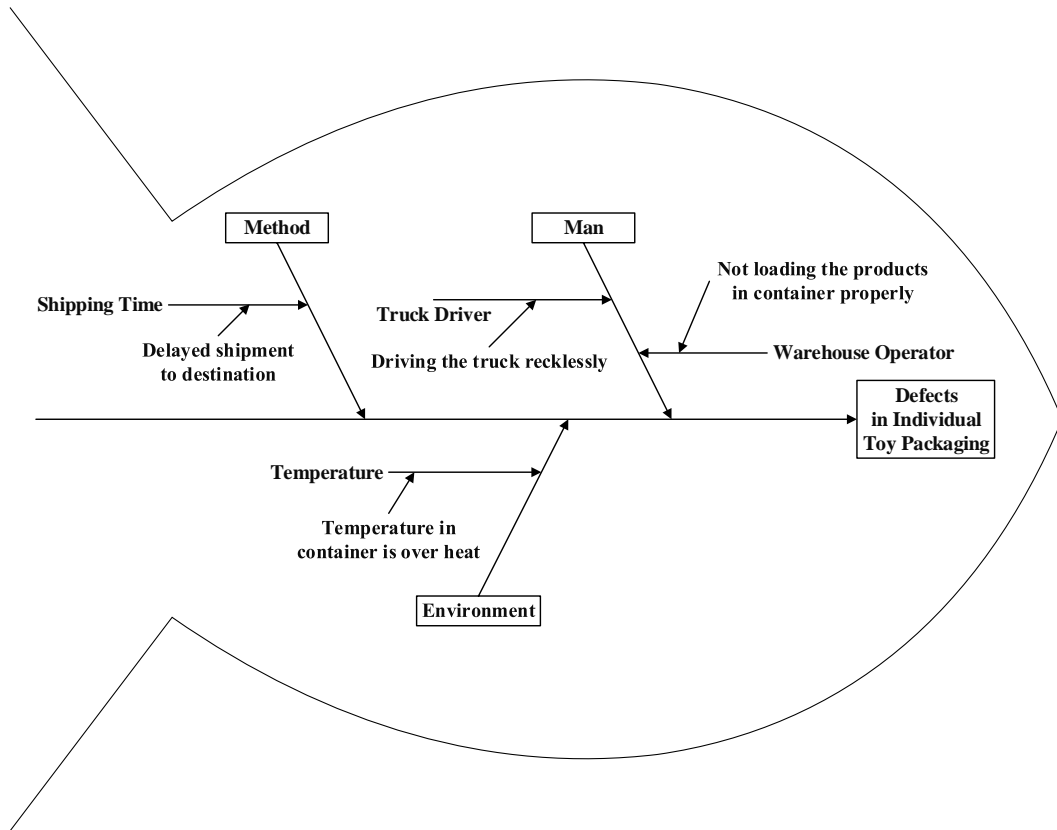 Method
Man
Not loading the products
in container properly
Shipping Time
Truck Driver
Delayed shipment
to destination
Driving the truck recklessly
Warehouse Operator
Defects
in Individual
Toy Packaging
Temperature
Temperature in
container is over heat
Environment